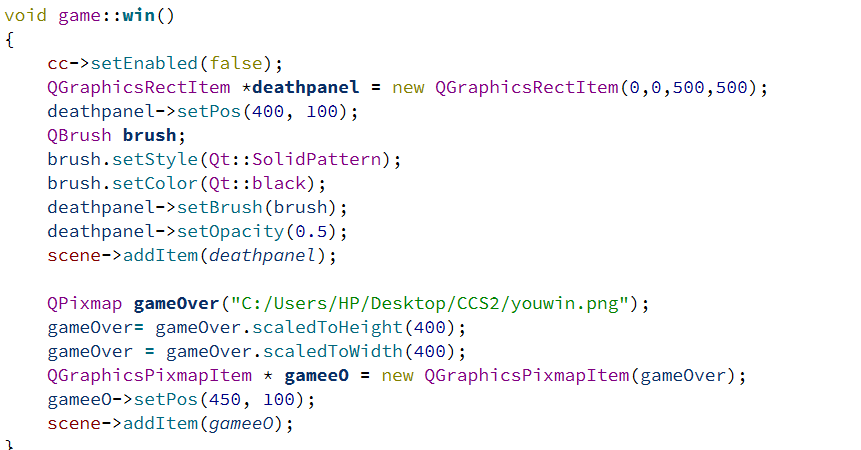 void game::win()
{
    cc->setEnabled(false);
    QGraphicsRectItem *deathpanel = new QGraphicsRectItem(0,0,500,500);
    deathpanel->setPos(400, 100);
    QBrush brush;
    brush.setStyle(Qt::SolidPattern);
    brush.setColor(Qt::black);
    deathpanel->setBrush(brush);
    deathpanel->setOpacity(0.5);
    scene->addItem(deathpanel);

    QPixmap gameOver("C:/Users/HP/Desktop/CCS2/youwin.png");
    gameOver= gameOver.scaledToHeight(400);
    gameOver = gameOver.scaledToWidth(400);
    QGraphicsPixmapItem * gameeO = new QGraphicsPixmapItem(gameOver);
    gameeO->setPos(450, 100);
    scene->addItem(gameeO);
}